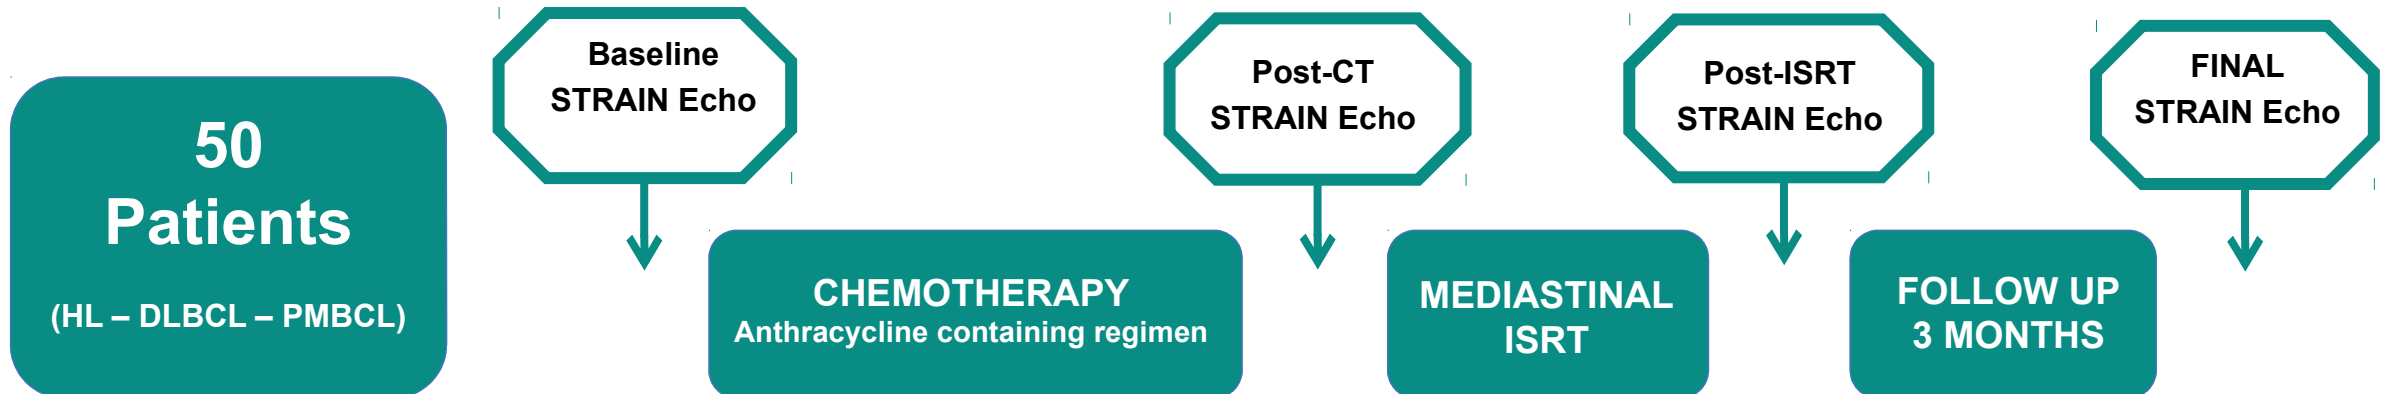 50
Patients
(HL – DLBCL – PMBCL)
Baseline
STRAIN Echo
CHEMOTHERAPY
Anthracycline containing regimen
Post-CT
STRAIN Echo
MEDIASTINAL
ISRT
Post-ISRT
STRAIN Echo
FOLLOW UP
3 MONTHS
FINAL
STRAIN Echo